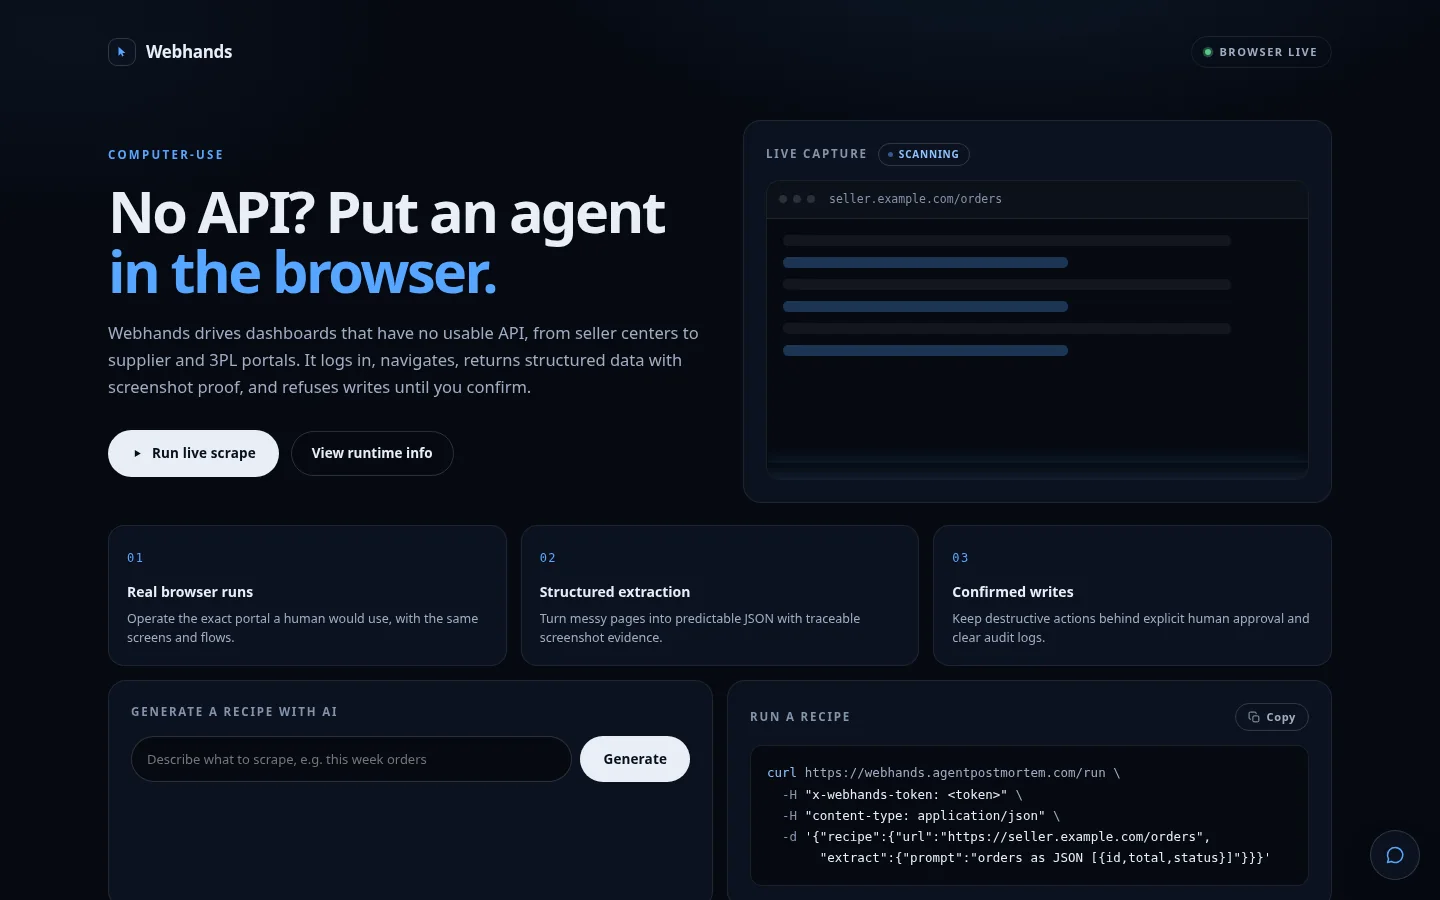 Webhands
BROWSER LIVE
COMPUTER-USE
No API? Put an agent
in the browser.
Webhands drives dashboards that have no usable API, from seller centers to
supplier and 3PL portals. It logs in, navigates, returns structured data with
screenshot proof, and refuses writes until you confirm.
Run live scrape
View runtime info
LIVE CAPTURE
SCANNING
seller.example.com/orders
01
Real browser runs
Operate the exact portal a human would use, with the same
screens and flows.
02
Structured extraction
Turn messy pages into predictable JSON with traceable
screenshot evidence.
03
Confirmed writes
Keep destructive actions behind explicit human approval and
clear audit logs.
GENERATE A RECIPE WITH AI
Describe what to scrape, e.g. this week orders
Generate
RUN A RECIPE
Copy
curl https://webhands.agentpostmortem.com/run \
-H "x-webhands-token: <token>" \
-H "content-type: application/json" \
-d '{"recipe":{"url":"https://seller.example.com/orders",
"extract":{"prompt":"orders as JSON [{id,total,status}]"}}}'